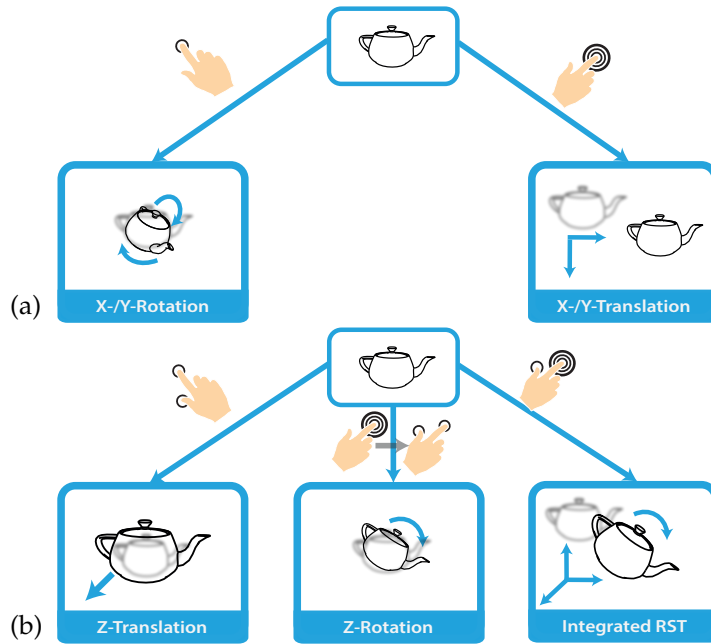 (a)
X-/Y-Rotation
X-/Y-Translation
(b)
Z-Translation
Z-Rotation
Integrated RST